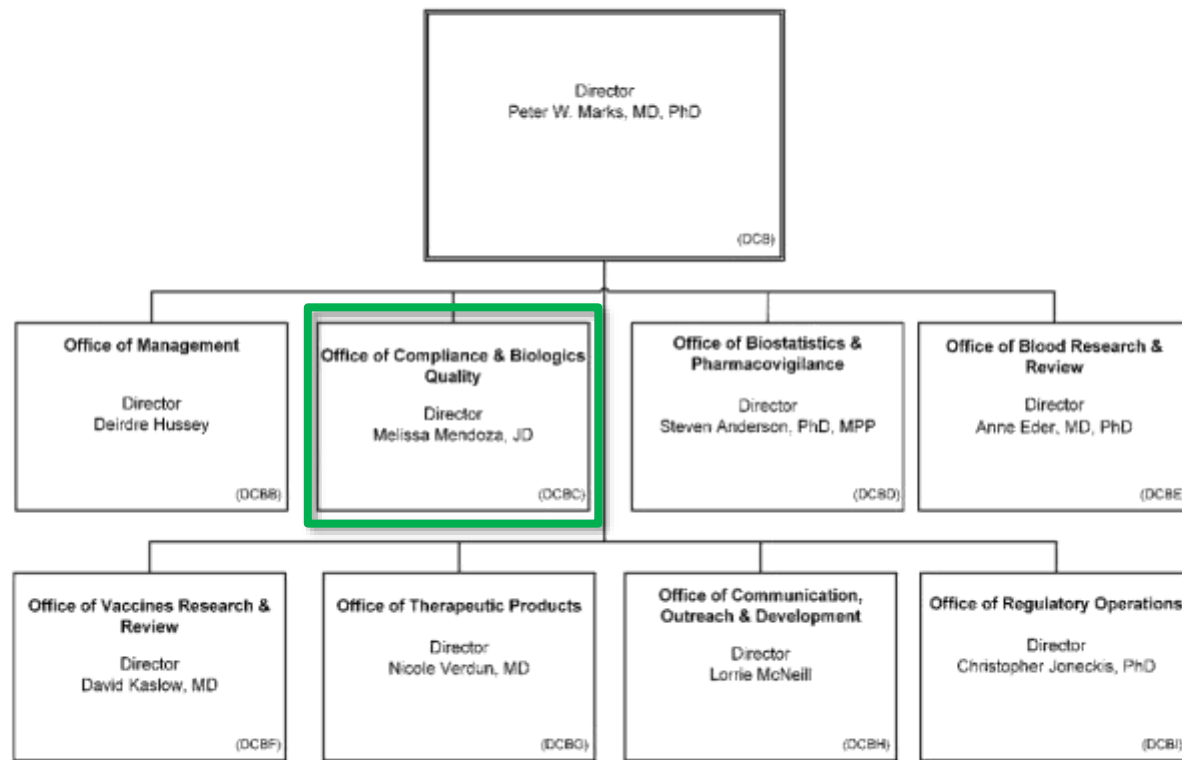 Director
Peter W. Marks, MD, PhD
(DCB)
Office of Management
Director
Deirdre Hussey
(DCBB)
Office of Compliance & Biologics
Quality
Director
Melissa Mendoza, JD
(DCBC)
Office of Biostatistics &
Pharmacovigilance
Director
Steven Anderson, PhD, MPP
(DCBD)
Office of Blood Research &
Review
Director
Anne Eder, MD, PhD
(DCBE)
Office of Vaccines Research &
Review
Director
David Kaslow, MD
(DCBF)
Office of Therapeutic Products
Director
Nicole Verdun, MD
(DCBG)
Office of Communication,
Outreach & Development
Director
Lorrie McNeill
(DCBH)
Office of Regulatory Operations
Director
Christopher Joneckis, PhD
(DCBI)